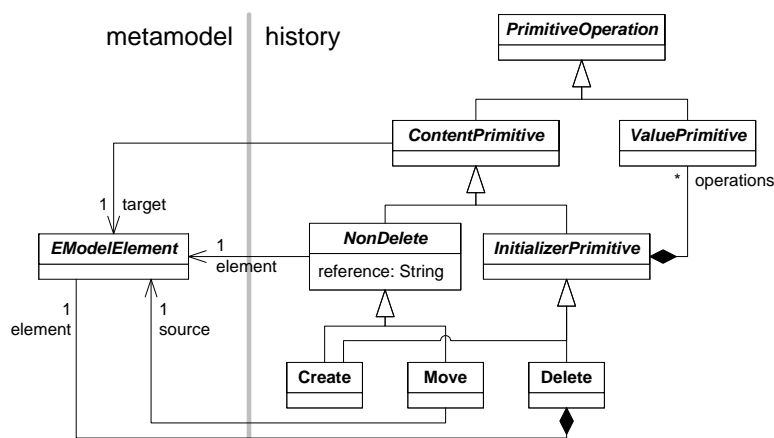 metamodel
history
PrimitiveOperation
ContentPrimitive
ValuePrimitive
* operations
1 target
EModelElement
1
element
NonDelete
reference: String
InitializerPrimitive
1
element
1
source
Create
Move
Delete